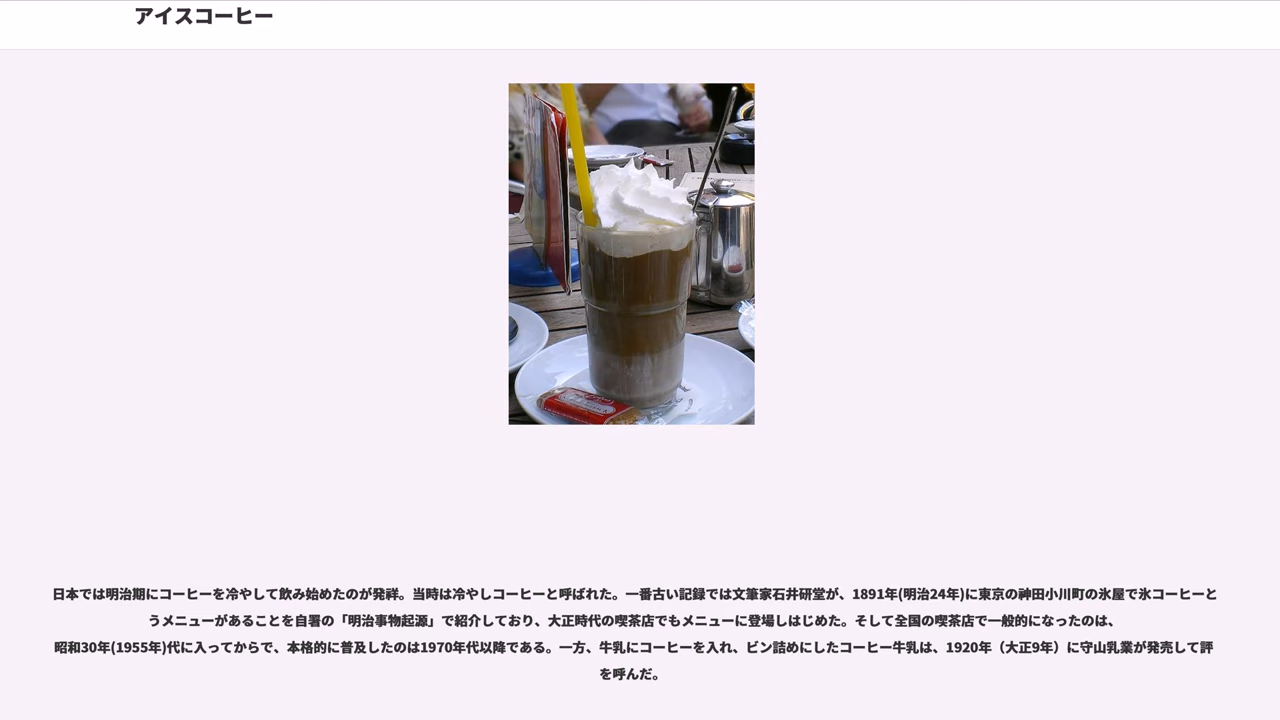 アイスコーヒー
日本では明治期にコーヒーを冷やして飲み始めたのが発祥。当時は冷やしコーヒーと呼ばれた。一番古い記録では文筆家石井研堂が、1891年(明治24年)に東京の神田小川町の氷屋で氷コーヒーと
うメニューがあることを自署の「明治事物起源」で紹介しており、大正時代の喫茶店でもメニューに登場しはじめた。そして全国の喫茶店で一般的になったのは、
昭和30年(1955年)代に入ってからで、本格的に普及したのは1970年代以降である。一方、牛乳にコーヒーを入れ、ビン詰めにしたコーヒー牛乳は、1920年（大正9年）に守山乳業が発売して評
を呼んだ。